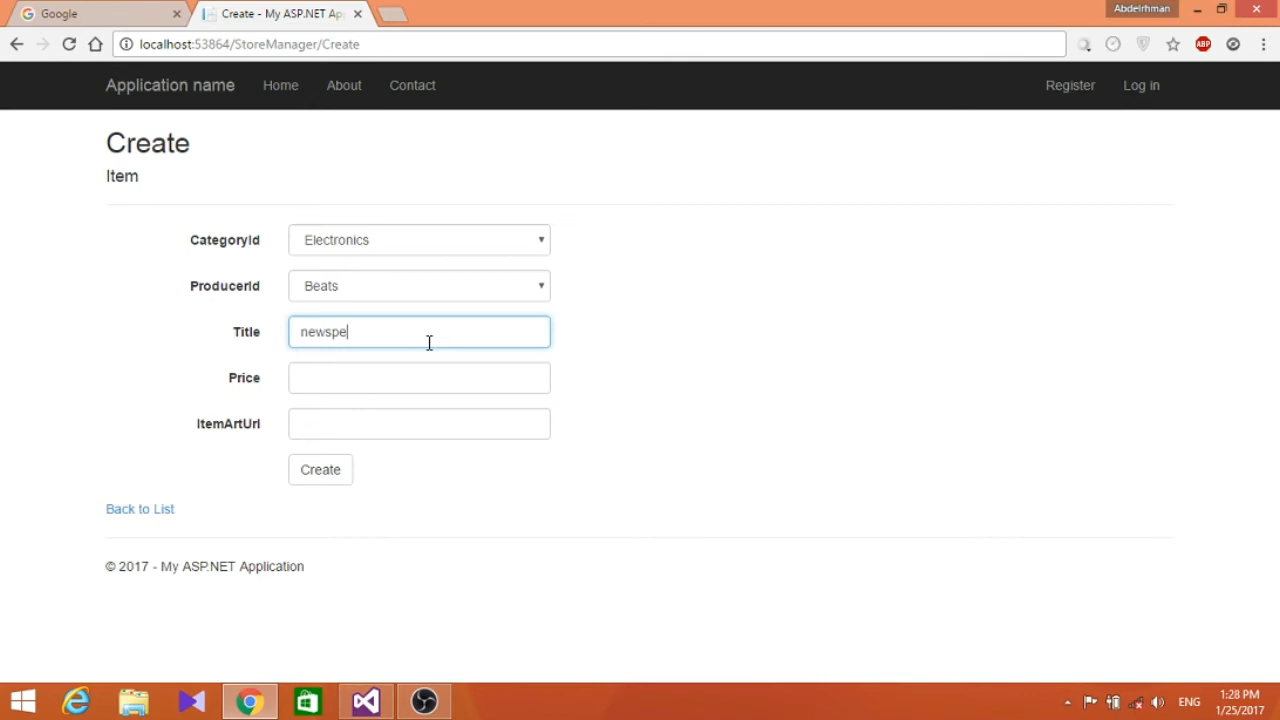 Google
Create - My ASP.NET Ap
Abdelrhman
localhost:53864/StoreManager/Create
ABP
Application name Home About Contact Register Log in
Create
Item
CategoryId Electronics
ProducerId Beats
Title newspe
Price
ItemArtUrl
Create
Back to List
© 2017 - My ASP.NET Application
ENG
1:28 PM
1/25/2017